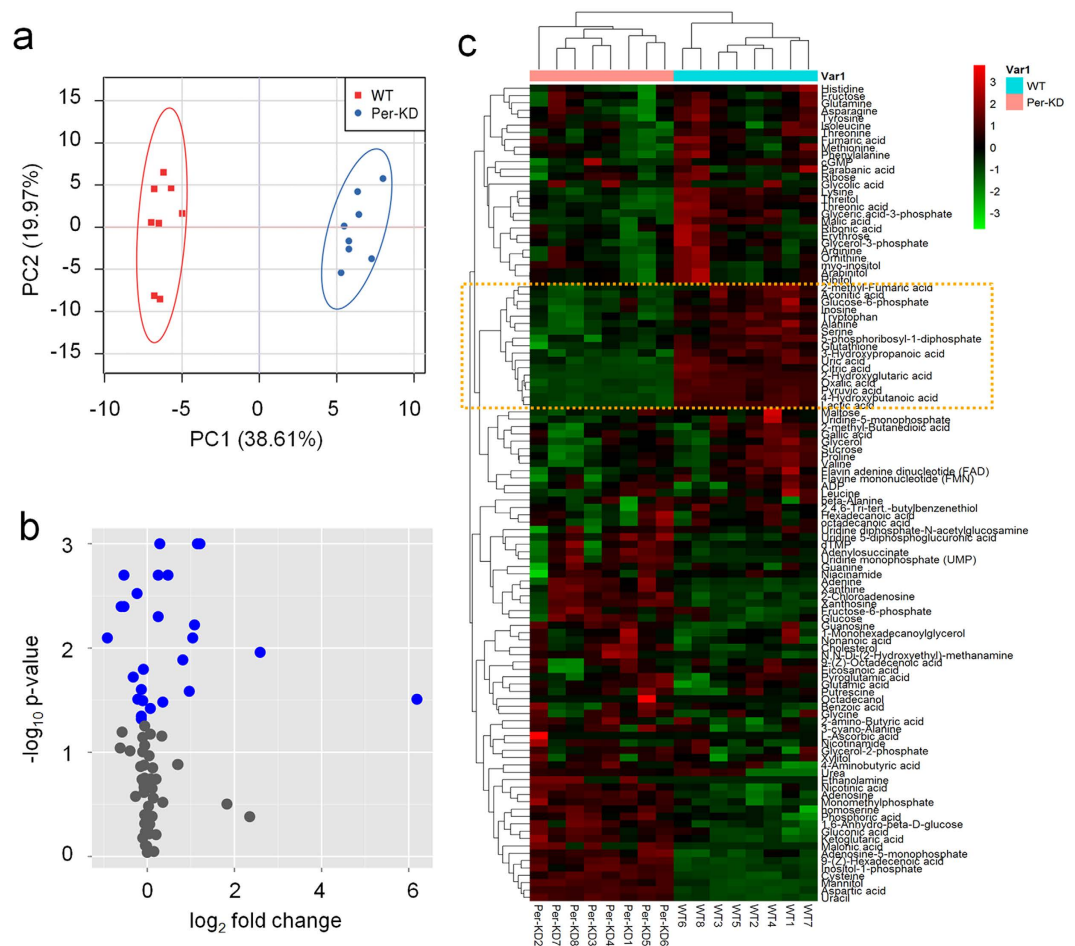 a
WT
Per-KD
15
10
5
0
-5
-10
-15
PC2 (19.97%)
-10
-5
0
5
10
PC1 (38.61%)
b
3
2
1
0
-log10 p-value
0
2
4
6
log2 fold change
c
Var1
Var1
WT
Per-KD
3
2
1
0
-1
-2
-3
Histidine
Fructose
Glutamine
Asparagine
Tyrosine
Isoleucine
Threonine
Fumaric acid
Methionine
Phenylalanine
cGMP
Parabanic acid
Ribose
Glycolic acid
Lysine
Threitol
Threonic acid
Glyceric acid-3-phosphate
Malic acid
Ribonic acid
Erythrose
Glycerol-3-phosphate
Arginine
Ornithine
myo-inositol
Arabinitol
Ribitol
2-methyl-Fumaric acid
Aconitic acid
Glucose-6-phosphate
Inosine
Tryptophan
Alanine
Serine
5-phosphoribosyl-1-diphosphate
Glutathione
3-Hydroxypropanoic acid
Uric acid
Citric acid
2-Hydroxyglutaric acid
Oxalic acid
Pyruvic acid
4-Hydroxybutanoic acid
Lactic acid
Maltose
Uridine-5-monophosphate
2-methyl-Butanedioic acid
Gallic acid
Glycerol
Sucrose
Proline
Valine
Flavin adenine dinucleotide (FAD)
Flavine mononucleotide (FMN)
ADP
Leucine
beta-Alanine
2,4,6-Tri-tert.-butylbenzenethiol
Hexadecanoic acid
octadecanoic acid
Uridine diphosphate-N-acetylglucosamine
Uridine 5-diphosphoglucuronic acid
dTMP
Adenylosuccinate
Uridine monophosphate (UMP)
Guanine
Niacinamide
Adenine
Xanthine
2-Chloroadenosine
Xanthosine
Fructose-6-phosphate
Glucose
Guanosine
1-Monohexadecanoylglycerol
Nonanoic acid
Cholesterol
N,N-Di-(2-Hydroxyethyl)-methanamine
9-(Z)-Octadecenoic acid
Eicosanoic acid
Pyroglutamic acid
Glutamic acid
Putrescine
Octadecanol
Benzoic acid
Glycine
2-amino-Butyric acid
3-cyano-Alanine
L-Ascorbic acid
Nicotinamide
Glycerol-2-phosphate
Xylitol
4-Aminobutyric acid
Urea
Ethanolamine
Nicotinic acid
Adenosine
Monomethylphosphate
homoserine
Phosphoric acid
1,6-Anhydro-beta-D-glucose
Gluconic acid
Ketoglutaric acid
Malonic acid
Adenosine-5-monophosphate
9-(Z)-Hexadecenoic acid
Inositol-1-phosphate
Cysteine
Mannitol
Aspartic acid
Uracil
Per-KD2
Per-KD7
Per-KD8
Per-KD3
Per-KD4
Per-KD1
Per-KD5
Per-KD6
WT6
WT8
WT3
WT5
WT2
WT4
WT1
WT7